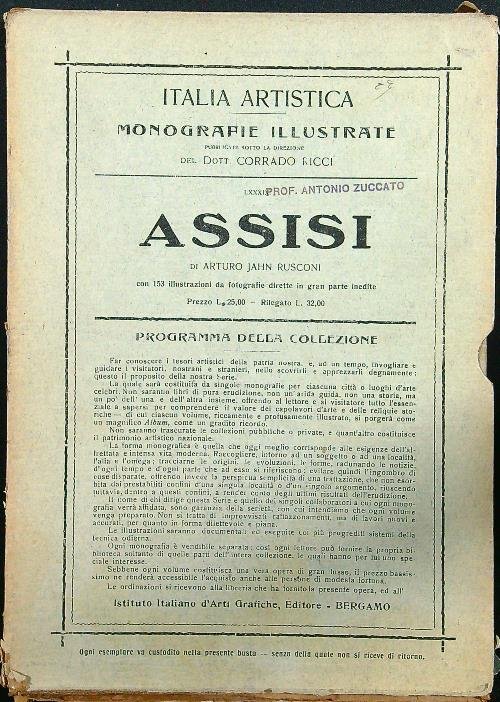 ITALIA ARTISTICA
MONOGRAFIE ILLUSTRATE
PUBBLICATE SOTTO LA DIREZIONE
DEL DOTT. CORRADO RICCI
LXXXIX PROF. ANTONIO ZUCCATO
ASSISI
DI ARTURO JAHN RUSCONI
con 153 illustrazioni da fotografie dirette in gran parte inedite
Prezzo L. 25,00 – Rilegato L. 32,00
PROGRAMMA DELLA COLLEZIONE
Far conoscere i tesori artistici della patria nostra, e, ad un tempo, invogliare e
guidare i visitatori, nostrani e stranieri, nello scovrirli e apprezzarli degnamente:
questo il proposito della nostra Serie.
La quale sarà costituita da singole monografie per ciascuna città o luoghi d'arte
celebri. Non saranno libri di pura erudizione, non un'arida guida, non una storia, ma
un po' dell'una e dell'altra insieme, offrendo al lettore e al visitatore tutto l'essen-
ziale a sapersi per comprendere il valore dei capolavori d'arte e delle reliquie sto-
riche — di cui ciascun volume, riccamente e profusamente illustrato, si porgerà come
un magnifico Album, come un gradito ricordo.
Non saranno trascurate le collezioni pubbliche o private, e quant'altro costituisce
il patrimonio artistico nazionale.
La forma monografica è quella che oggi meglio corrisponde alle esigenze dell'af-
frettata e intensa vita moderna. Raccogliere, intorno ad un soggetto o ad una località,
l'alfa e l'omega; tracciarne le origini, le evoluzioni, le forme, radunando le notizie,
d'ogni tempo e d'ogni parte che ad esso si riferiscono; evitare quindi l'ingombro di
cose disparate, offrendo invece la perspicua semplicità di una trattazione, che non esor-
bita dai prestabiliti confini d'una singola località o d'un singolo argomento, riuscendo
tuttavia, dentro a questi confini, a render conto degli ultimi risultati dell'erudizione.
Il nome di chi dirige questa Serie e quello dei singoli collaboratori a cui ogni mono-
grafia verrà affidata, sono garanzia della serietà, con cui intendiamo che ogni volume
venga preparato. Non si tratta di improvvisati raffazzonamenti, ma di lavori nuovi e
accurati, per quanto in forma dilettevole e piana.
Le illustrazioni saranno documentali ed eseguite coi più progrediti sistemi della
tecnica odierna.
Ogni monografia è vendibile separata; così ogni lettore può fornire la propria bi-
blioteca soltanto di quelle parti dell'intera collezione, le quali hanno per lui uno spe-
ciale interesse.
Sebbene ogni volume costituisca una vera opera di gran lusso, il prezzo bassis-
simo ne renderà accessibile l'acquisto anche alle persone di modesta fortuna.
Le ordinazioni si ricevono alla libreria che ha fornito la presente opera, ed all'
Istituto Italiano d'Arti Grafiche, Editore - BERGAMO
Ogni esemplare va custodito nella presente busta — senza della quale non si riceve di ritorno.